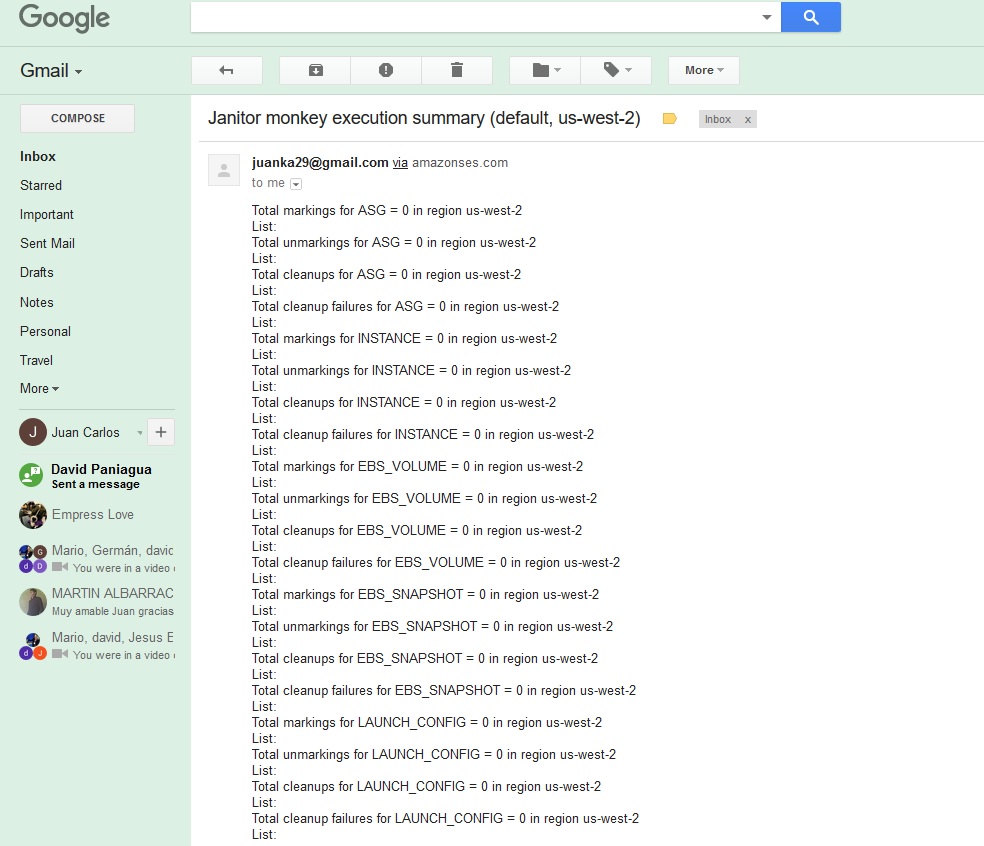 Google
Gmail
More
COMPOSE
Inbox
Starred
Important
Sent Mail
Drafts
Notes
Personal
Travel
More
J Juan Carlos +
David Paniagua
Sent a message
Empress Love
Mario, Germán, davic
G
d D
You were in a video
MARTIN ALBARRAC
Muy amable Juan gracias
Mario, david, Jesus E
d J
You were in a video
Janitor monkey execution summary (default, us-west-2)
Inbox x
juanka29@gmail.com via amazonses.com
to me
Total markings for ASG = 0 in region us-west-2
List:
Total unmarkings for ASG = 0 in region us-west-2
List:
Total cleanups for ASG = 0 in region us-west-2
List:
Total cleanup failures for ASG = 0 in region us-west-2
List:
Total markings for INSTANCE = 0 in region us-west-2
List:
Total unmarkings for INSTANCE = 0 in region us-west-2
List:
Total cleanups for INSTANCE = 0 in region us-west-2
List:
Total cleanup failures for INSTANCE = 0 in region us-west-2
List:
Total markings for EBS_VOLUME = 0 in region us-west-2
List:
Total unmarkings for EBS_VOLUME = 0 in region us-west-2
List:
Total cleanups for EBS_VOLUME = 0 in region us-west-2
List:
Total cleanup failures for EBS_VOLUME = 0 in region us-west-2
List:
Total markings for EBS_SNAPSHOT = 0 in region us-west-2
List:
Total unmarkings for EBS_SNAPSHOT = 0 in region us-west-2
List:
Total cleanups for EBS_SNAPSHOT = 0 in region us-west-2
List:
Total cleanup failures for EBS_SNAPSHOT = 0 in region us-west-2
List:
Total markings for LAUNCH_CONFIG = 0 in region us-west-2
List:
Total unmarkings for LAUNCH_CONFIG = 0 in region us-west-2
List:
Total cleanups for LAUNCH_CONFIG = 0 in region us-west-2
List:
Total cleanup failures for LAUNCH_CONFIG = 0 in region us-west-2
List: